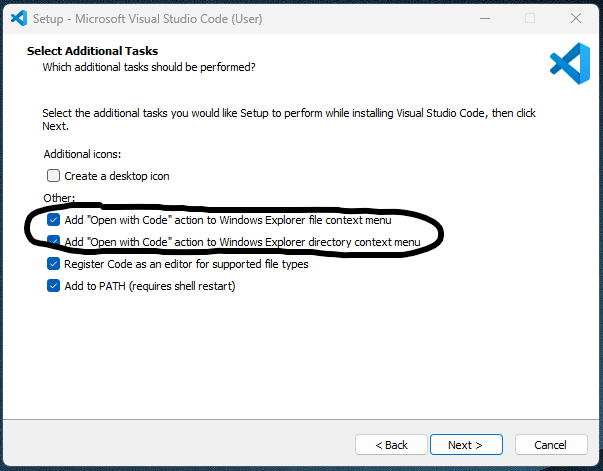 Setup - Microsoft Visual Studio Code (User)
Select Additional Tasks
Which additional tasks should be performed?
Select the additional tasks you would like Setup to perform while installing Visual Studio Code, then click
Next.
Additional icons:
Create a desktop icon
Other:
Add "Open with Code" action to Windows Explorer file context menu
Add "Open with Code" action to Windows Explorer directory context menu
Register Code as an editor for supported file types
Add to PATH (requires shell restart)
< Back
Next >
Cancel